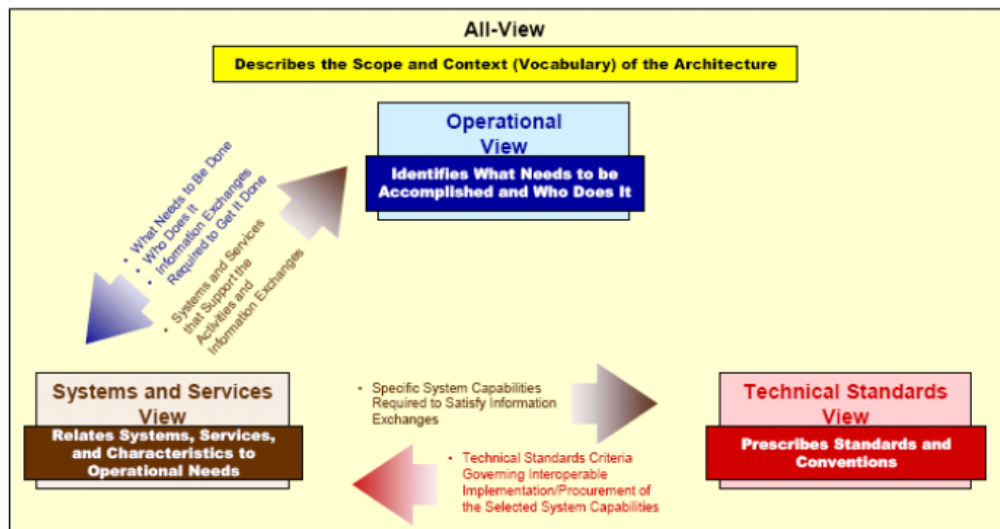 All-View
Describes the Scope and Context (Vocabulary) of the Architecture
Operational
View
Identifies What Needs to be
Accomplished and Who Does It
• What Needs to Be Done
• Who Does It
• Information Exchanges
Required to Get It Done
• Systems and Services
that Support the
Activities and
Information Exchanges
Systems and Services
View
Relates Systems, Services,
and Characteristics to
Operational Needs
• Specific System Capabilities
Required to Satisfy Information
Exchanges
• Technical Standards Criteria
Governing Interoperable
Implementation/Procurement of
the Selected System Capabilities
Technical Standards
View
Prescribes Standards and
Conventions